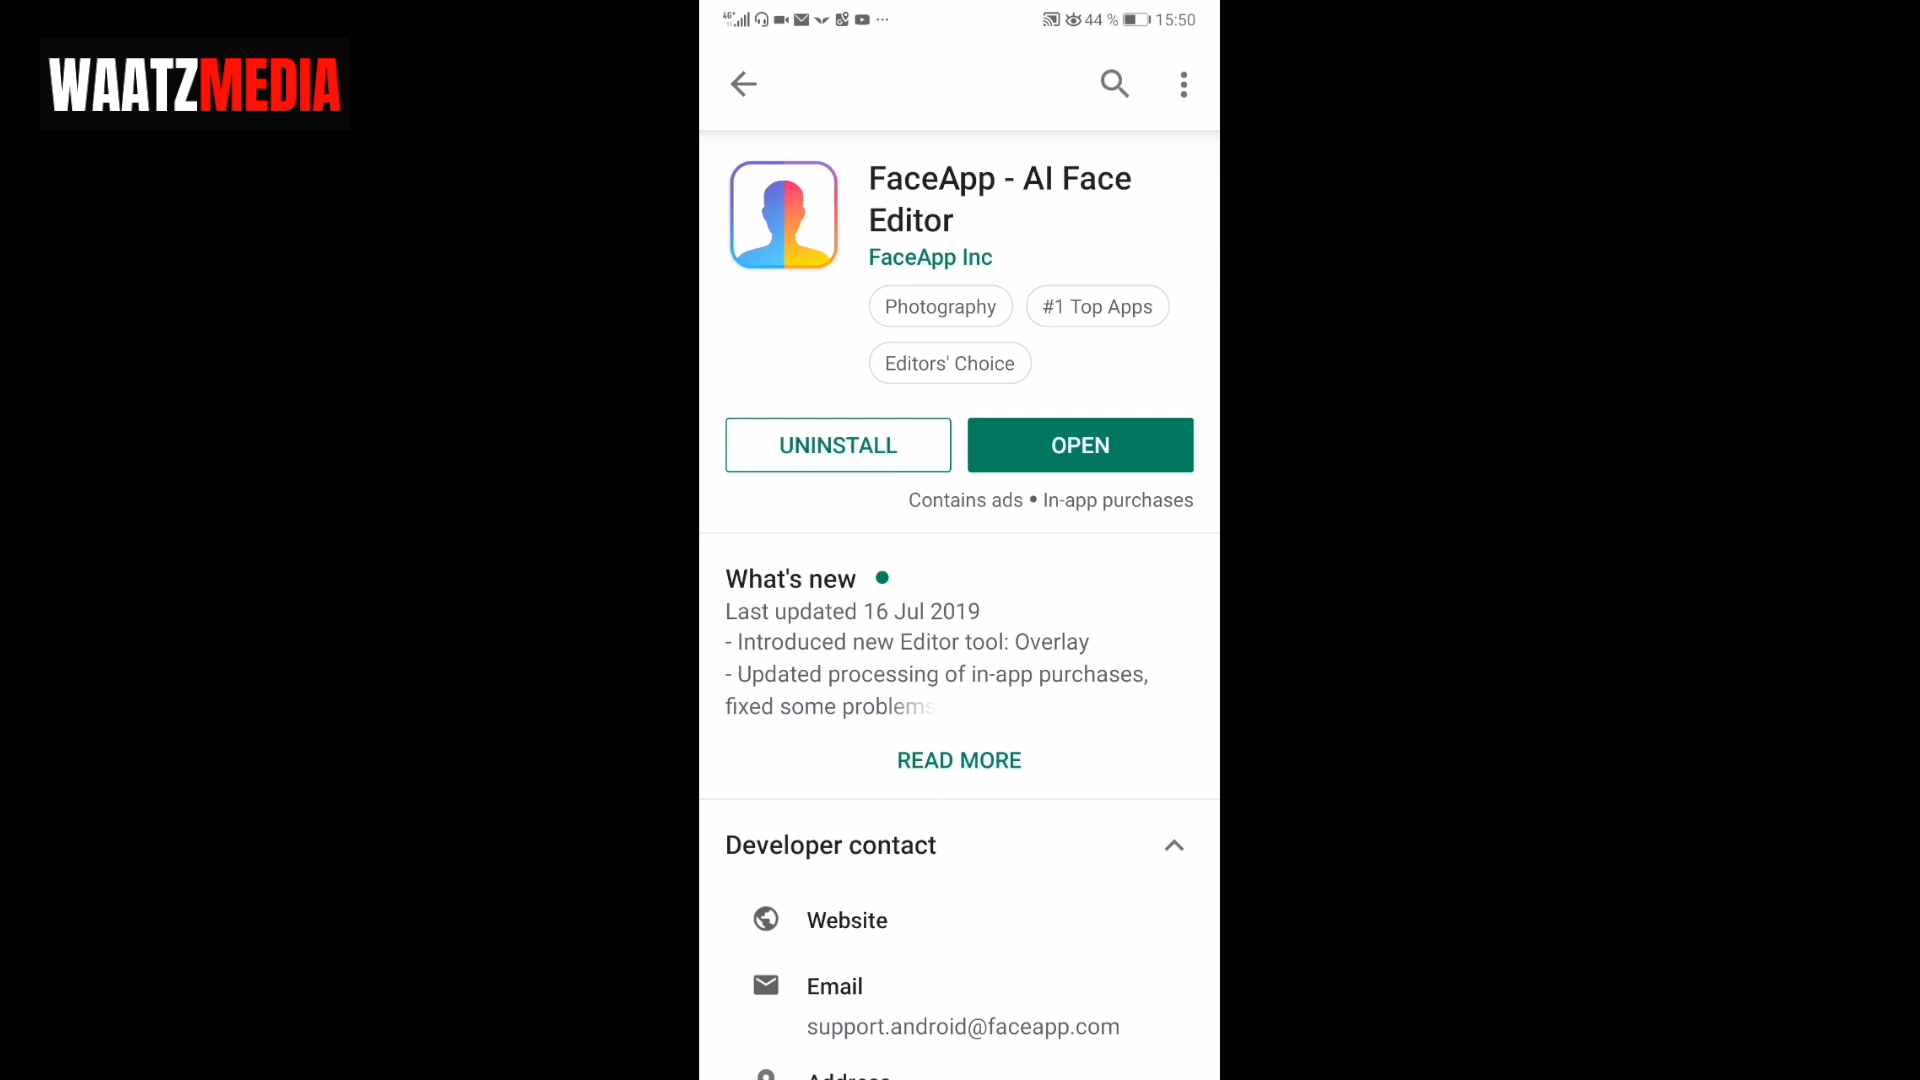 WAATZMEDIA
4G+ 44 % 15:50
FaceApp - AI Face
Editor
FaceApp Inc
Photography
#1 Top Apps
Editors' Choice
UNINSTALL
OPEN
Contains ads • In-app purchases
What's new
Last updated 16 Jul 2019
- Introduced new Editor tool: Overlay
- Updated processing of in-app purchases,
fixed some problems
READ MORE
Developer contact
Website
Email
support.android@faceapp.com
Address